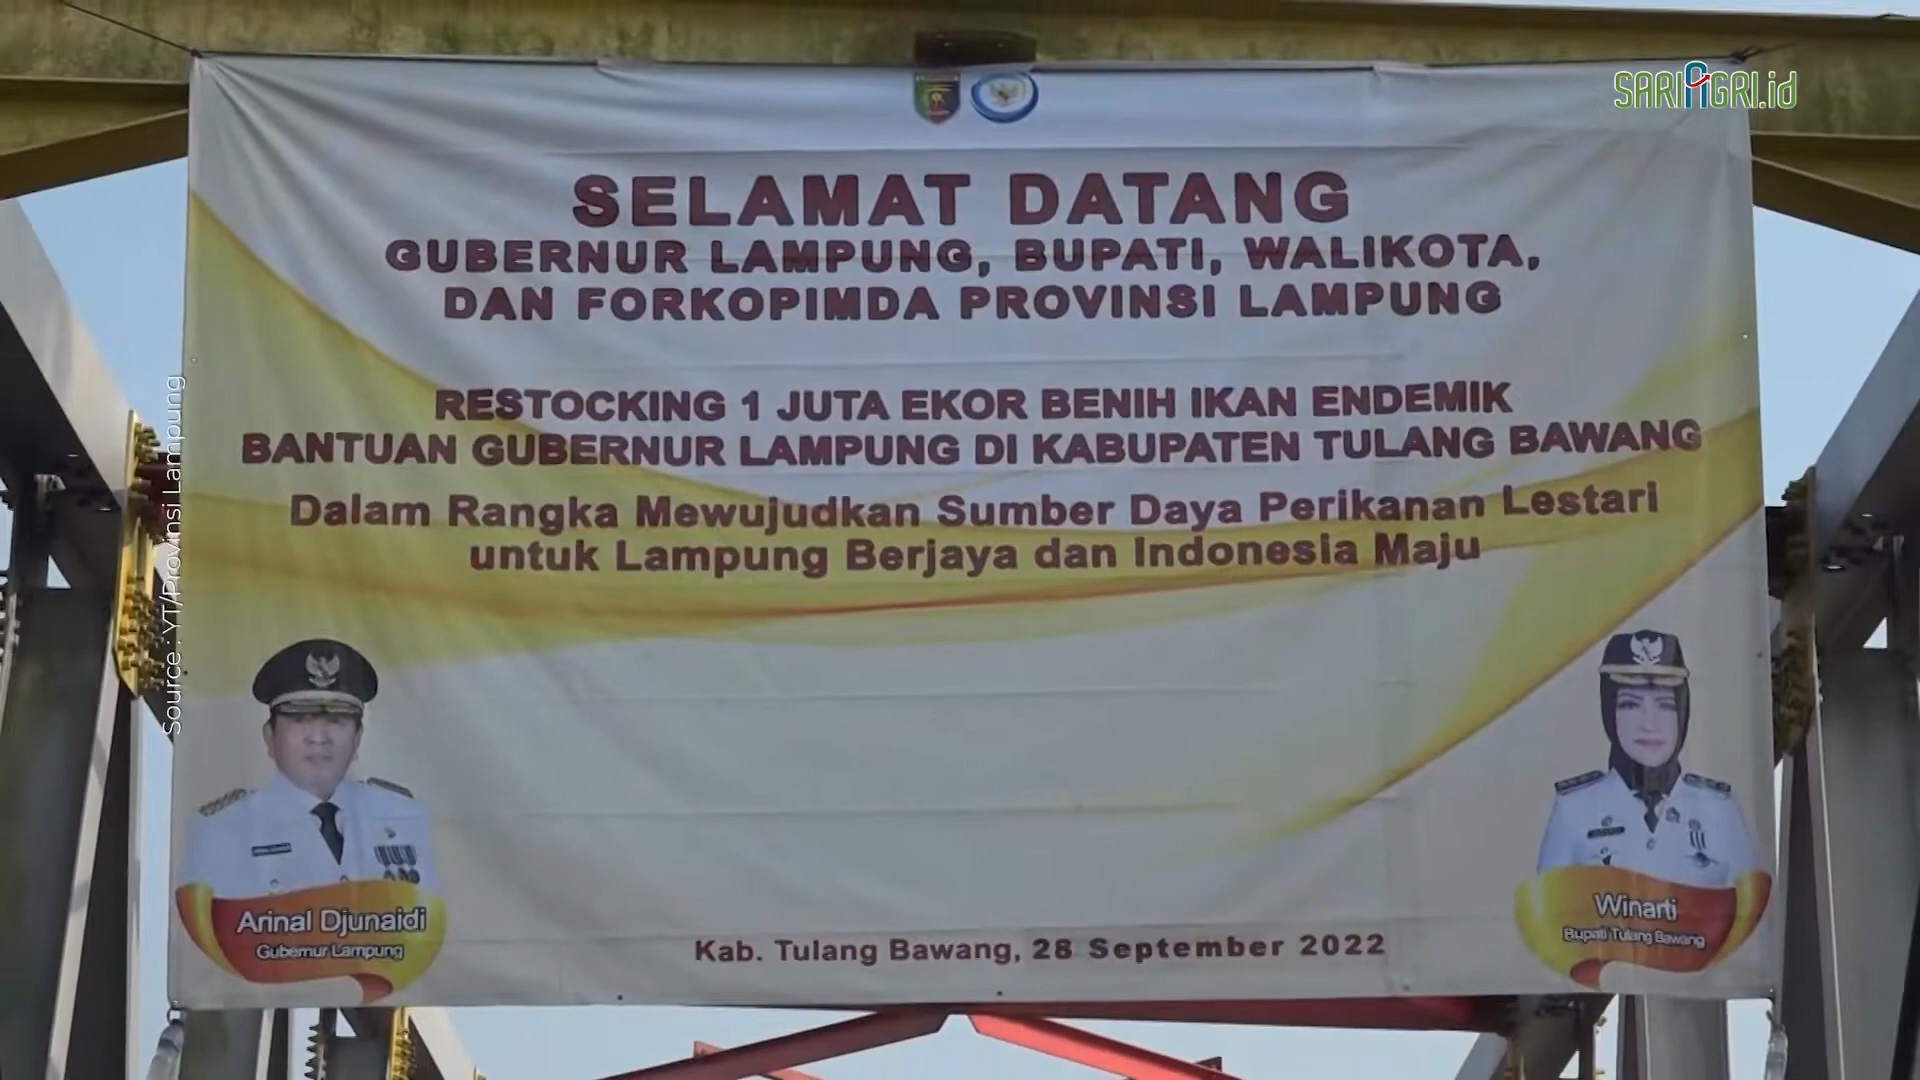 SARIAGRI.id
SELAMAT DATANG
GUBERNUR LAMPUNG, BUPATI, WALIKOTA,
DAN FORKOPIMDA PROVINSI LAMPUNG
RESTOCKING 1 JUTA EKOR BENIH IKAN ENDEMIK
BANTUAN GUBERNUR LAMPUNG DI KABUPATEN TULANG BAWANG
Dalam Rangka Mewujudkan Sumber Daya Perikanan Lestari
untuk Lampung Berjaya dan Indonesia Maju
Source : YT/Provinsi Lampung
Arinal Djunaidi
Gubernur Lampung
Winarti
Bupati Tulang Bawang
Kab. Tulang Bawang, 28 September 2022